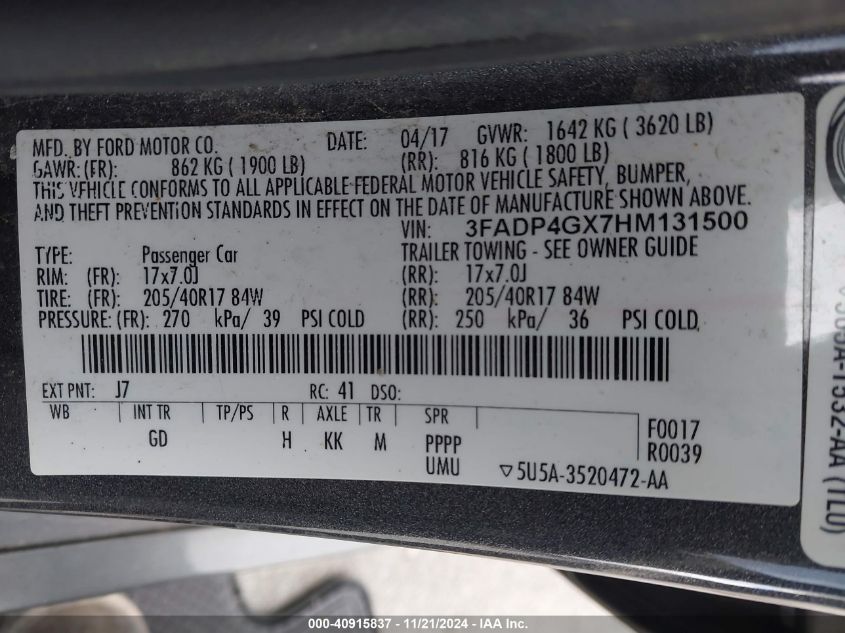 MFD. BY FORD MOTOR CO. DATE: 04/17 GVWR: 1642 KG ( 3620 LB)
GAWR:(FR): 862 KG ( 1900 LB) (RR): 816 KG ( 1800 LB)
THIS VEHICLE CONFORMS TO ALL APPLICABLE FEDERAL MOTOR VEHICLE SAFETY, BUMPER,
AND THEFT PREVENTION STANDARDS IN EFFECT ON THE DATE OF MANUFACTURE SHOWN ABOVE.
VIN: 3FADP4GX7HM131500
TYPE: Passenger Car TRAILER TOWING - SEE OWNER GUIDE
RIM: (FR): 17x7.0J (RR): 17x7.0J
TIRE: (FR): 205/40R17 84W (RR): 205/40R17 84W
PRESSURE: (FR): 270 kPa/ 39 PSI COLD (RR): 250 kPa/ 36 PSI COLD
EXT PNT: J7 RC: 41 DSO:
WB INT TR TP/PS R AXLE TR SPR
GD H KK M PPPP F0017
UMU R0039
▽5U5A-3520472-AA
-1532-AA (TLO)
000-40915837 - 11/21/2024 - IAA Inc.